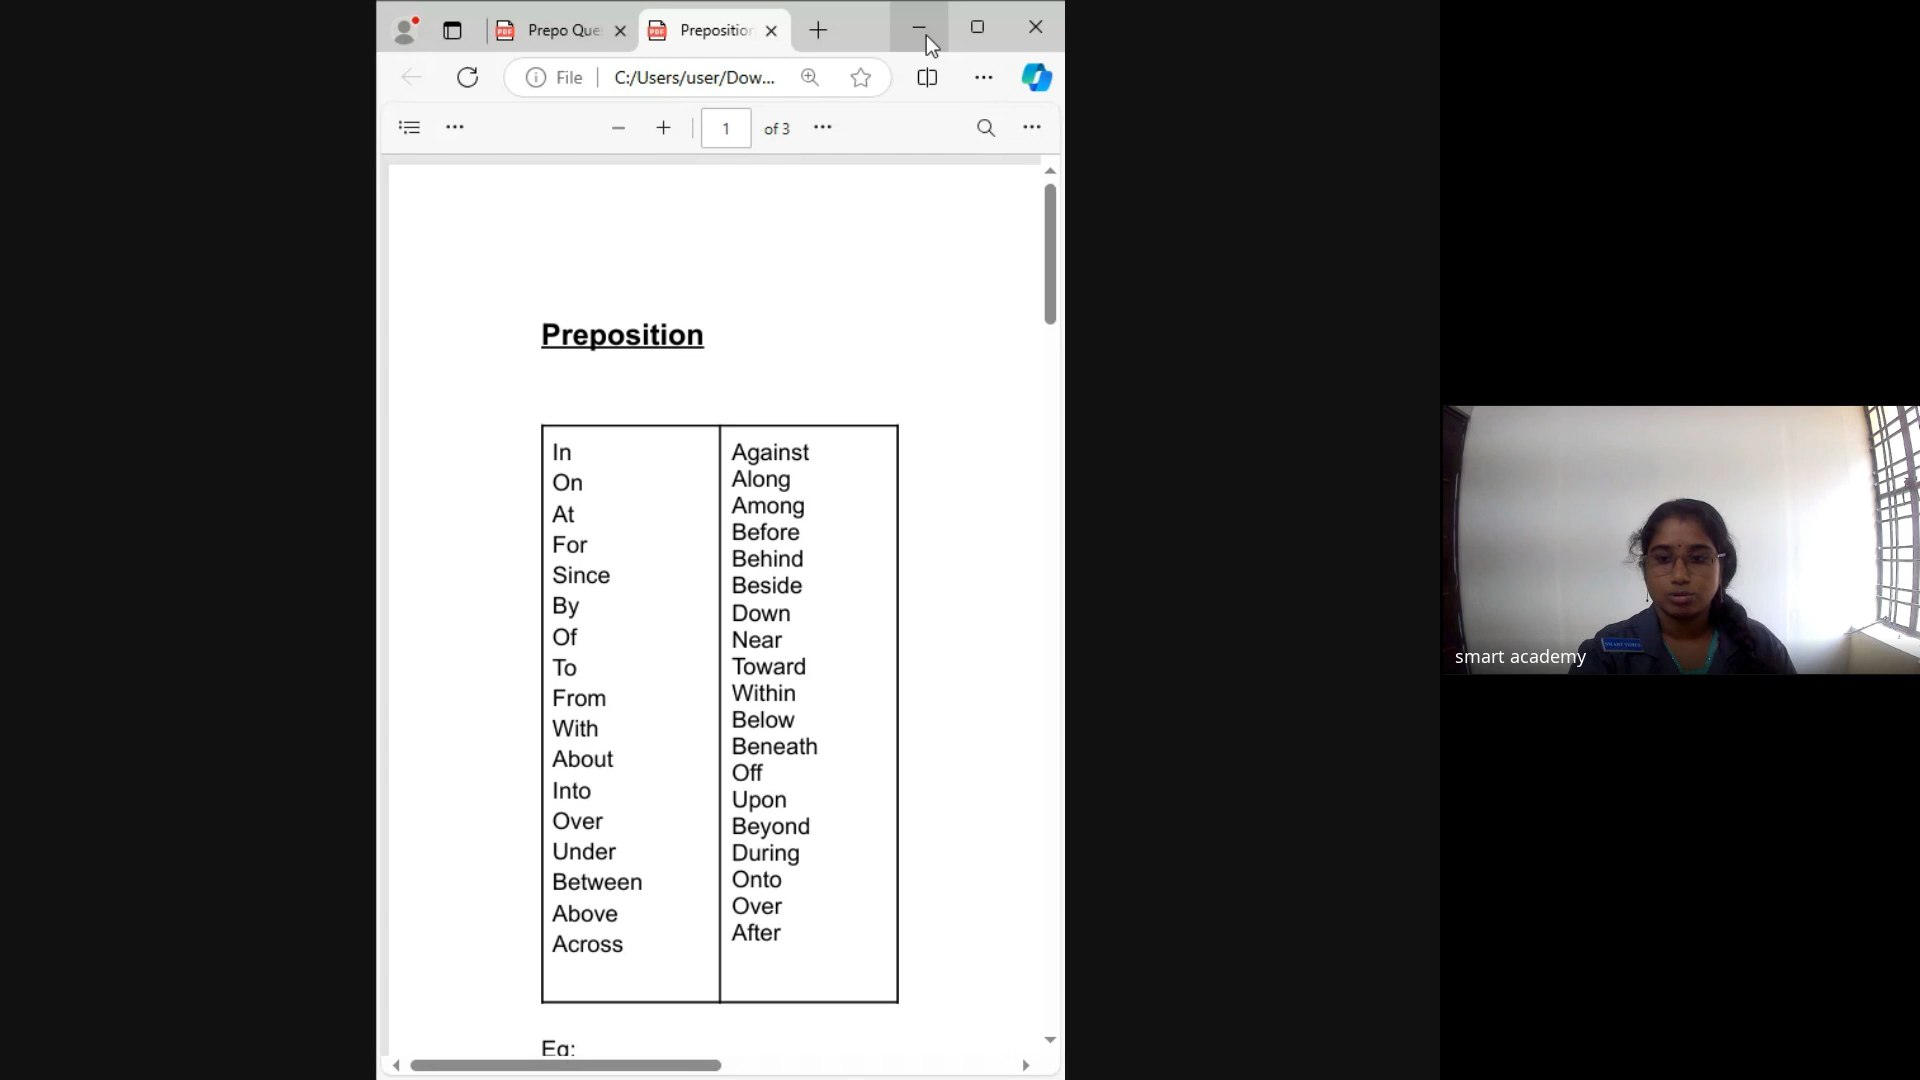 Prepo Que
Preposition
File
C:/Users/user/Dow...
1
of 3
Preposition
In
On
At
For
Since
By
Of
To
From
With
About
Into
Over
Under
Between
Above
Across
Against
Along
Among
Before
Behind
Beside
Down
Near
Toward
Within
Below
Beneath
Off
Upon
Beyond
During
Onto
Over
After
Eg:
smart academy